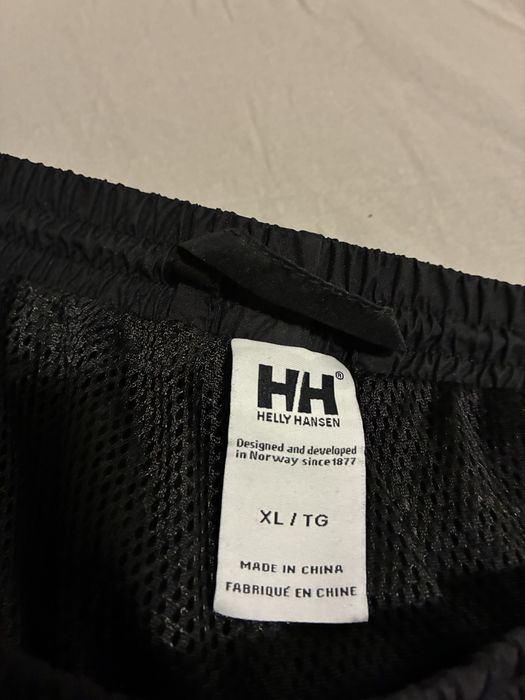 HH®
HELLY HANSEN
Designed and developed
in Norway since 1877
XL / TG
MADE IN CHINA
FABRIQUÉ EN CHINE